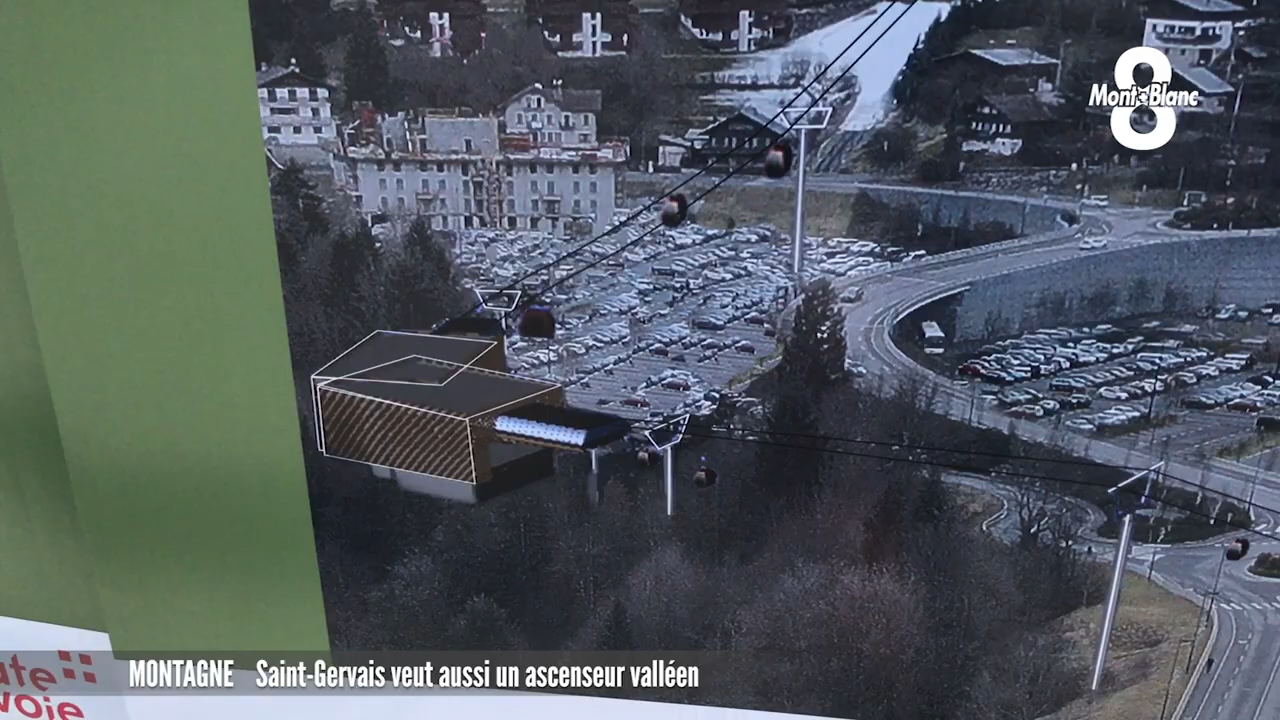 8
Mont Blanc
MONTAGNE Saint-Gervais veut aussi un ascenseur valléen
ate
voie